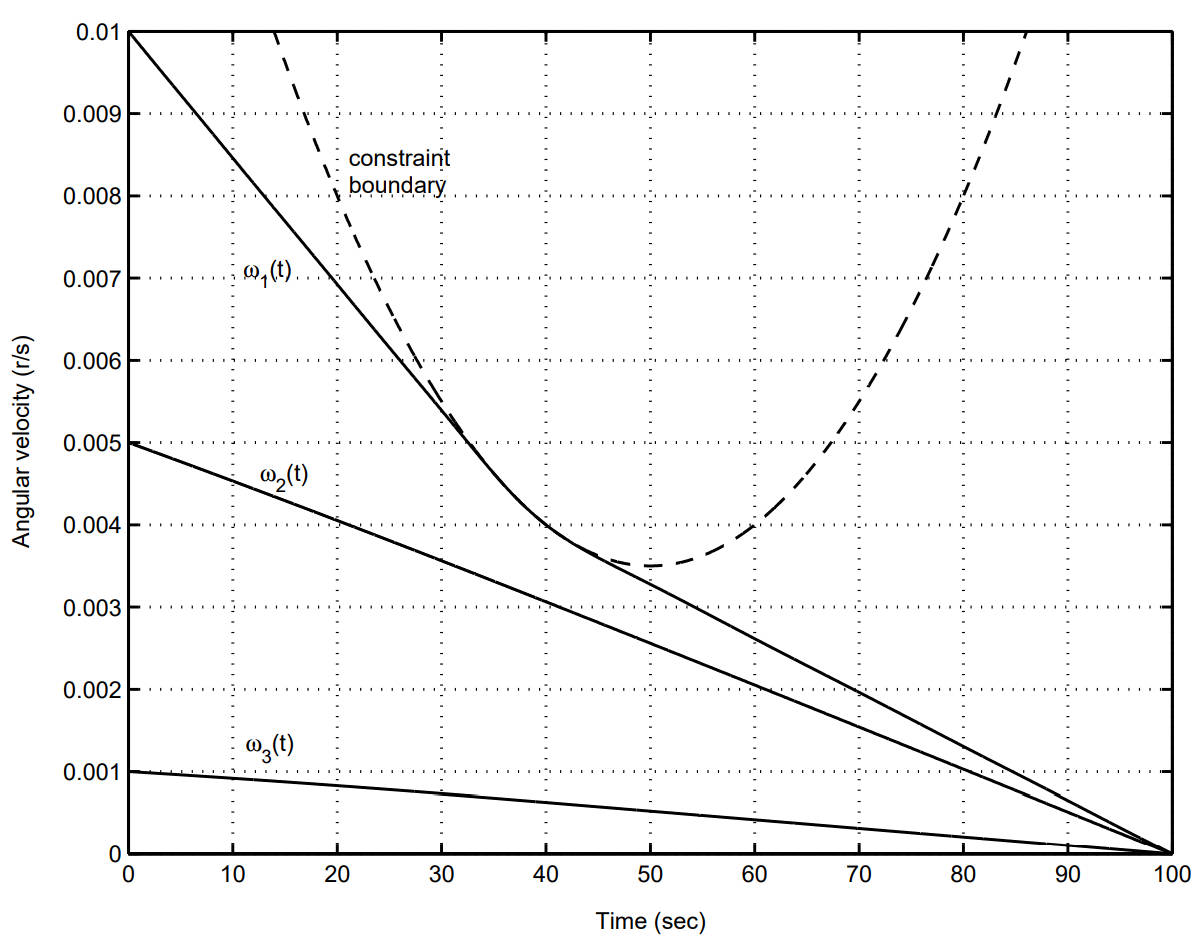 0.01
0.009
0.008
0.007
0.006
0.005
0.004
0.003
0.002
0.001
0
constraint
boundary
ω1(t)
ω2(t)
ω3(t)
Angular velocity (r/s)
0 10 20 30 40 50 60 70 80 90 100
Time (sec)